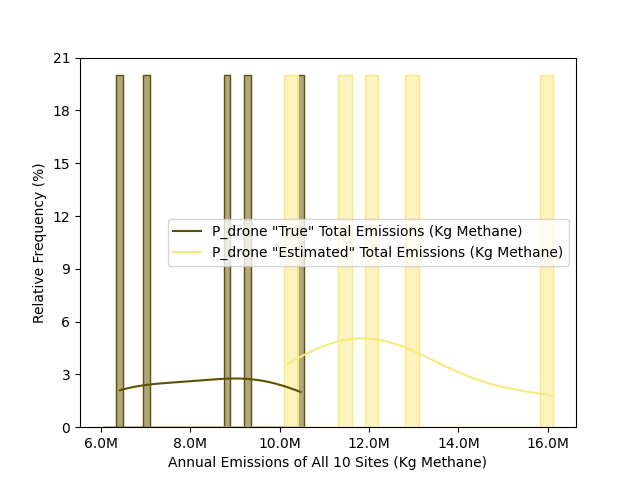 21
18
15
12
9
6
3
0
Relative Frequency (%)
P_drone "True" Total Emissions (Kg Methane)
P_drone "Estimated" Total Emissions (Kg Methane)
6.0M 8.0M 10.0M 12.0M 14.0M 16.0M
Annual Emissions of All 10 Sites (Kg Methane)